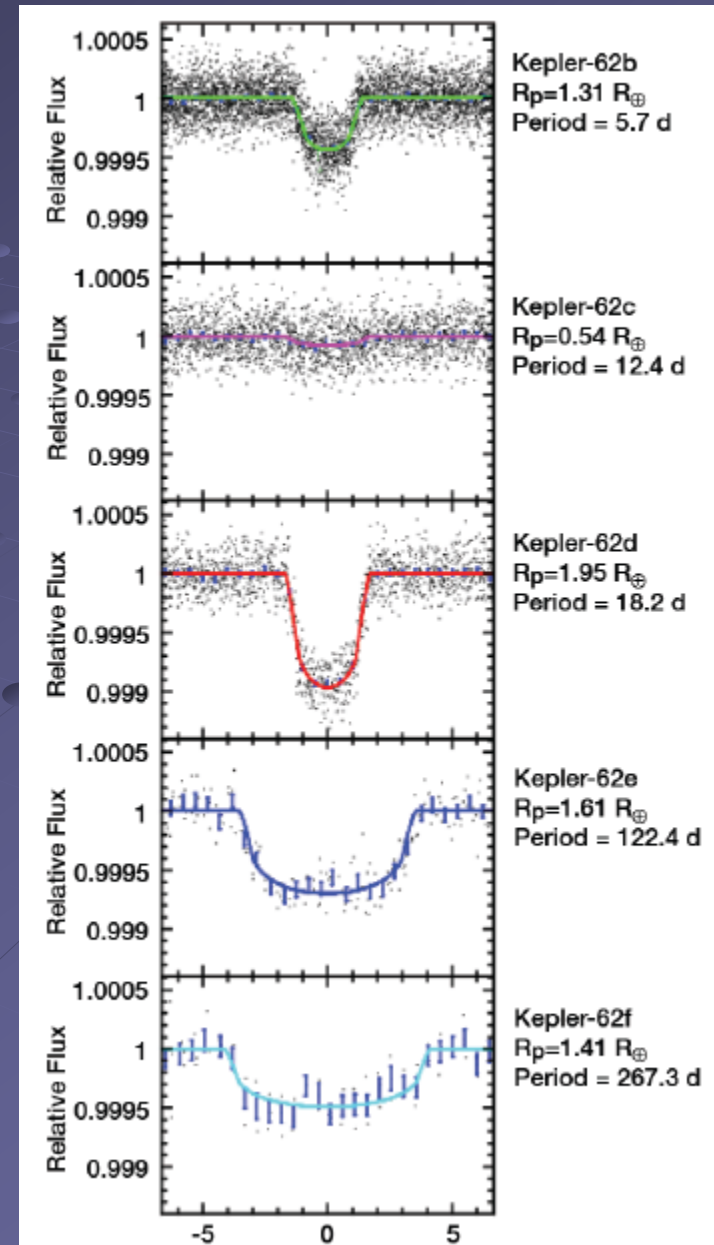 1.0005
1
0.9995
0.999
Relative Flux
Kepler-62b
Rp=1.31 R⊕
Period = 5.7 d
1.0005
1
0.9995
0.999
Relative Flux
Kepler-62c
Rp=0.54 R⊕
Period = 12.4 d
1.0005
1
0.9995
0.999
Relative Flux
Kepler-62d
Rp=1.95 R⊕
Period = 18.2 d
1.0005
1
0.9995
0.999
Relative Flux
Kepler-62e
Rp=1.61 R⊕
Period = 122.4 d
1.0005
1
0.9995
0.999
Relative Flux
Kepler-62f
Rp=1.41 R⊕
Period = 267.3 d
-5 0 5